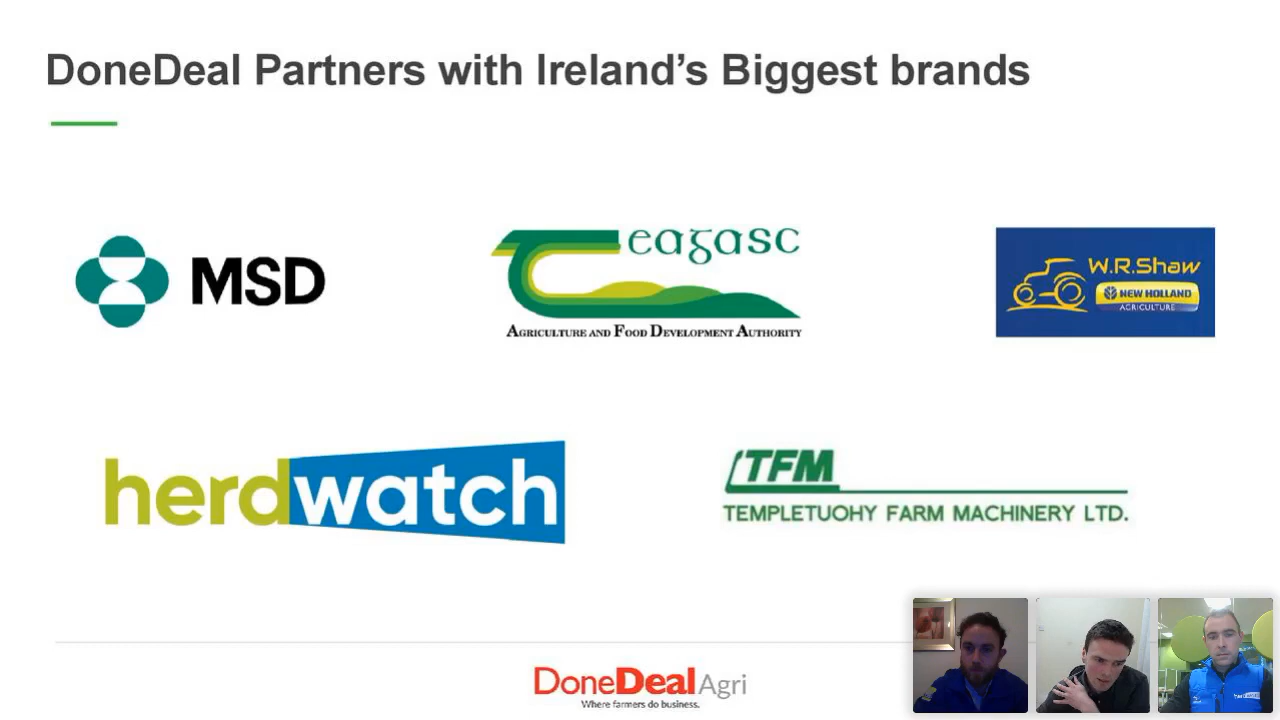 DoneDeal Partners with Ireland's Biggest brands
MSD
Teagasc
AGRICULTURE AND FOOD DEVELOPMENT AUTHORITY
W.R.Shaw
NEW HOLLAND
AGRICULTURE
herdwatch
TFM
TEMPLETUOHY FARM MACHINERY LTD.
DoneDeal Agri
Where farmers do business.